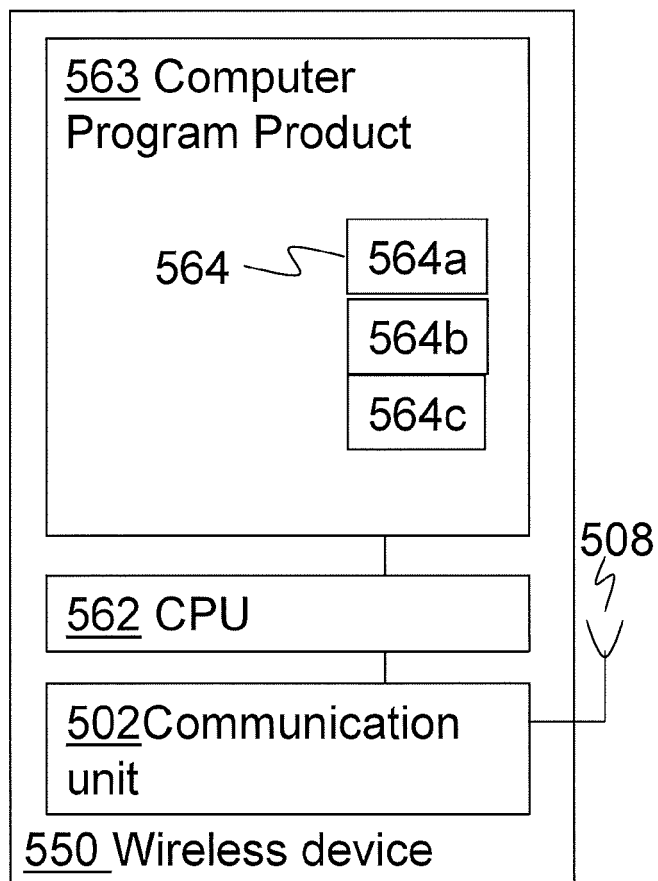 563 Computer
Program Product
564
564a
564b
564c
508
562 CPU
502Communication
unit
550 Wireless device